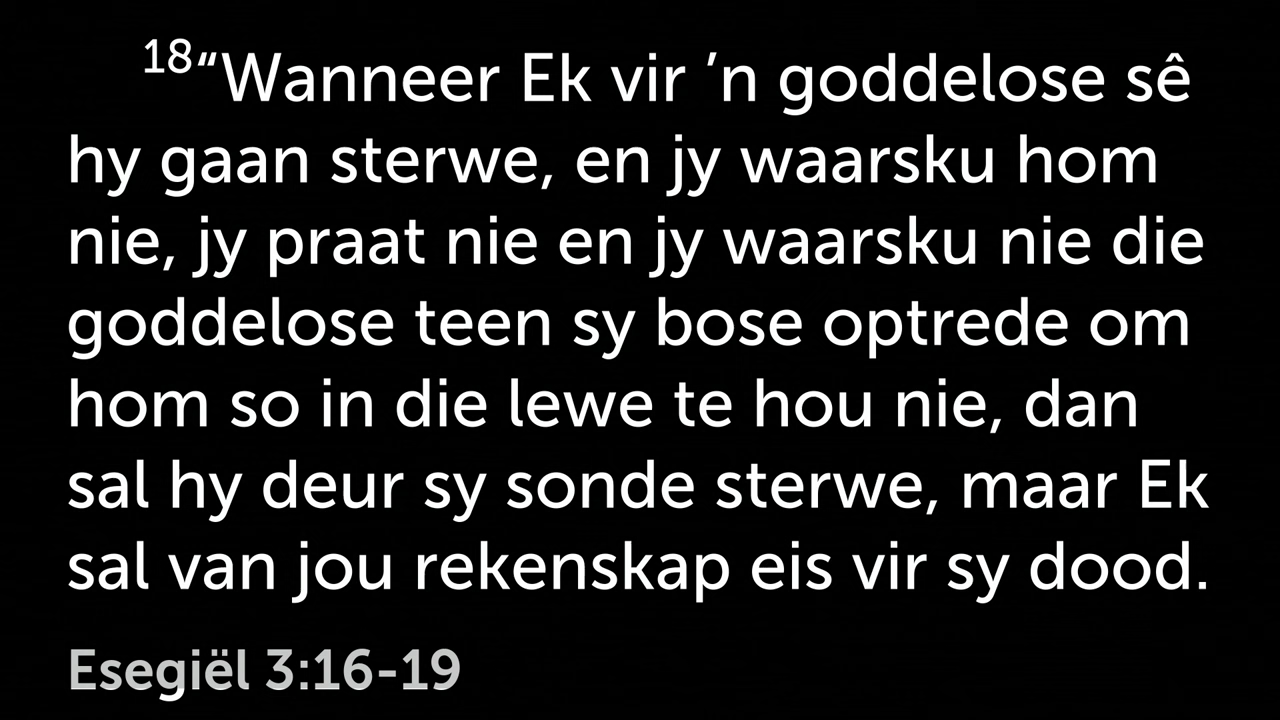 18“Wanneer Ek vir ’n goddelose sê
hy gaan sterwe, en jy waarsku hom
nie, jy praat nie en jy waarsku nie die
goddelose teen sy bose optrede om
hom so in die lewe te hou nie, dan
sal hy deur sy sonde sterwe, maar Ek
sal van jou rekenskap eis vir sy dood.
Esegiël 3:16-19